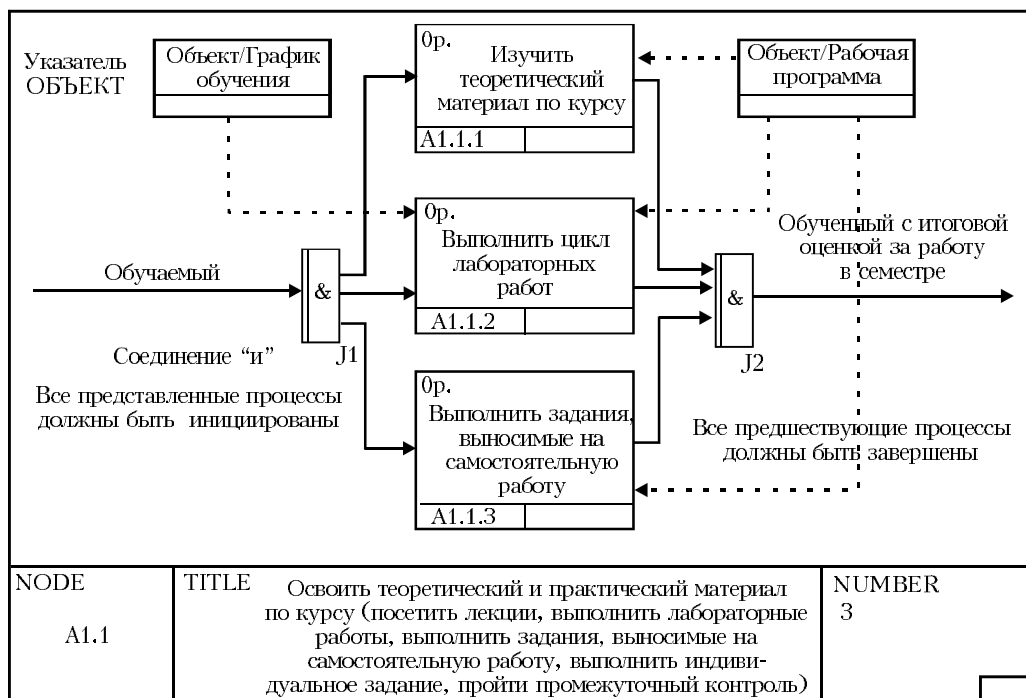 Указатель
ОБЪЕКТ
Объект/График
обучения
0р.
Изучить
теоретический
материал по курсу
A1.1.1
Объект/Рабочая
программа
0р.
Выполнить цикл
лабораторных
работ
A1.1.2
Обучаемый
&
J1
Соединение “и”
Все представленные процессы
должны быть инициированы
&
J2
Обученный с итоговой
оценкой за работу
в семестре
0р.
Выполнить задания,
выносимые на
самостоятельную
работу
A1.1.3
Все предшествующие процессы
должны быть завершены
NODE
A1.1
TITLE
Освоить теоретический и практический материал
по курсу (посетить лекции, выполнить лабораторные
работы, выполнить задания, выносимые на
самостоятельную работу, выполнить индиви-
дуальное задание, пройти промежуточный контроль)
NUMBER
3